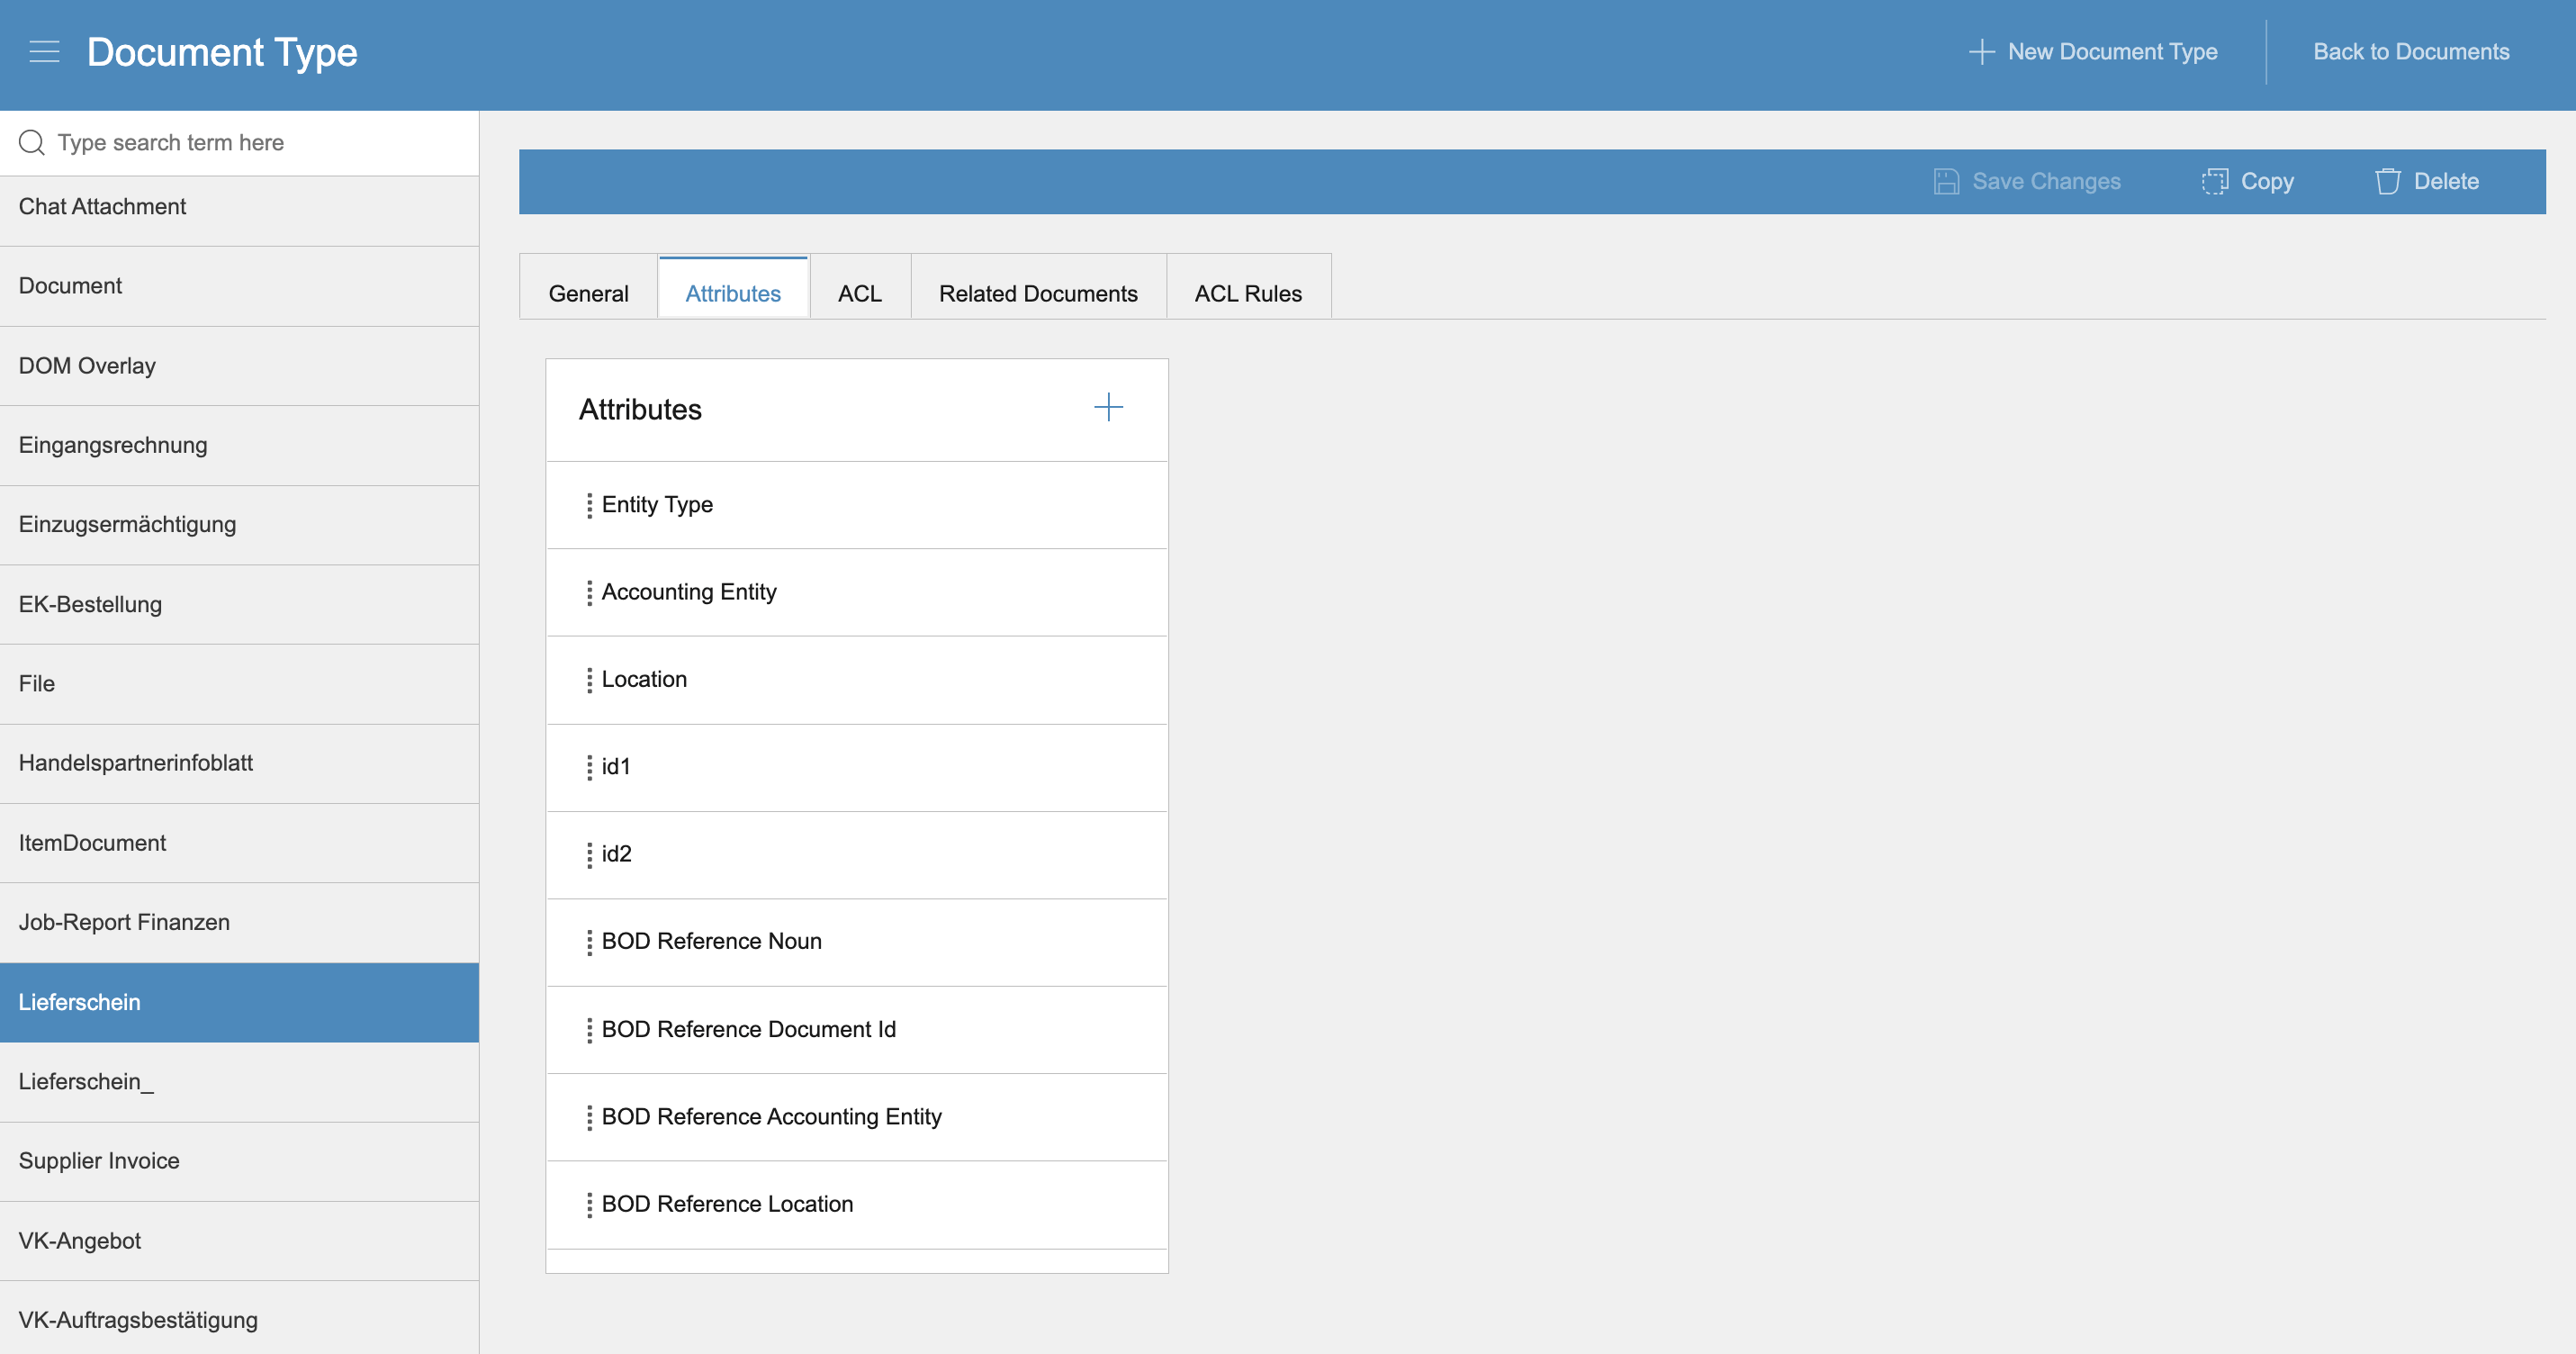 Document Type
New Document Type
Back to Documents
Type search term here
Chat Attachment
Document
DOM Overlay
Eingangsrechnung
Einzugsermächtigung
EK-Bestellung
File
Handelspartnerinfoblatt
ItemDocument
Job-Report Finanzen
Lieferschein
Lieferschein_
Supplier Invoice
VK-Angebot
VK-Auftragsbestätigung
Save Changes
Copy
Delete
General
Attributes
ACL
Related Documents
ACL Rules
Attributes
Entity Type
Accounting Entity
Location
id1
id2
BOD Reference Noun
BOD Reference Document Id
BOD Reference Accounting Entity
BOD Reference Location